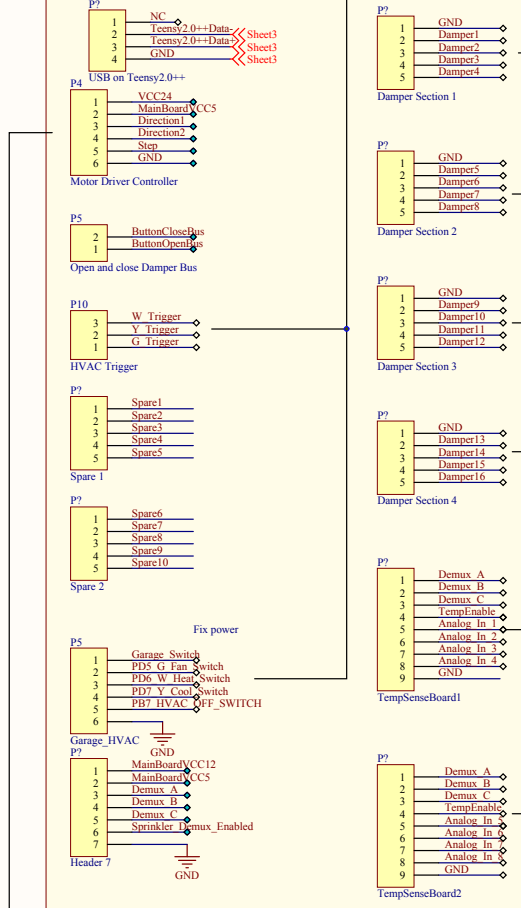 P?
1 NC
2 Teensy2.0++Data- Sheet3
3 Teensy2.0++Data+ Sheet3
4 GND Sheet3
USB on Teensy2.0++
P4
1 VCC24
2 MainBoardVCC5
3 Direction1
4 Direction2
5 Step
6 GND
Motor Driver Controller
P5
2 ButtonCloseBus
1 ButtonOpenBus
Open and close Damper Bus
P10
3 W_Trigger
2 Y_Trigger
1 G_Trigger
HVAC Trigger
P?
1 Spare1
2 Spare2
3 Spare3
4 Spare4
5 Spare5
Spare 1
P?
1 Spare6
2 Spare7
3 Spare8
4 Spare9
5 Spare10
Spare 2
Fix power
P5
1 Garage_Switch
2 PD5_G_Fan_Switch
3 PD6_W_Heat_Switch
4 PD7_Y_Cool_Switch
5 PB7_HVAC_OFF_SWITCH
6
Garage_HVAC
GND
P?
1 MainBoardVCC12
2 MainBoardVCC5
3 Demux_A
4 Demux_B
5 Demux_C
6 Sprinkler_Demux_Enabled
7
Header 7
GND
P?
1 GND
2 Damper1
3 Damper2
4 Damper3
5 Damper4
Damper Section 1
P?
1 GND
2 Damper5
3 Damper6
4 Damper7
5 Damper8
Damper Section 2
P?
1 GND
2 Damper9
3 Damper10
4 Damper11
5 Damper12
Damper Section 3
P?
1 GND
2 Damper13
3 Damper14
4 Damper15
5 Damper16
Damper Section 4
P?
1 Demux_A
2 Demux_B
3 Demux_C
4 TempEnable
5 Analog_In_1
6 Analog_In_2
7 Analog_In_3
8 Analog_In_4
9 GND
TempSenseBoard1
P?
1 Demux_A
2 Demux_B
3 Demux_C
4 TempEnable
5 Analog_In_5
6 Analog_In_6
7 Analog_In_7
8 Analog_In_8
9 GND
TempSenseBoard2